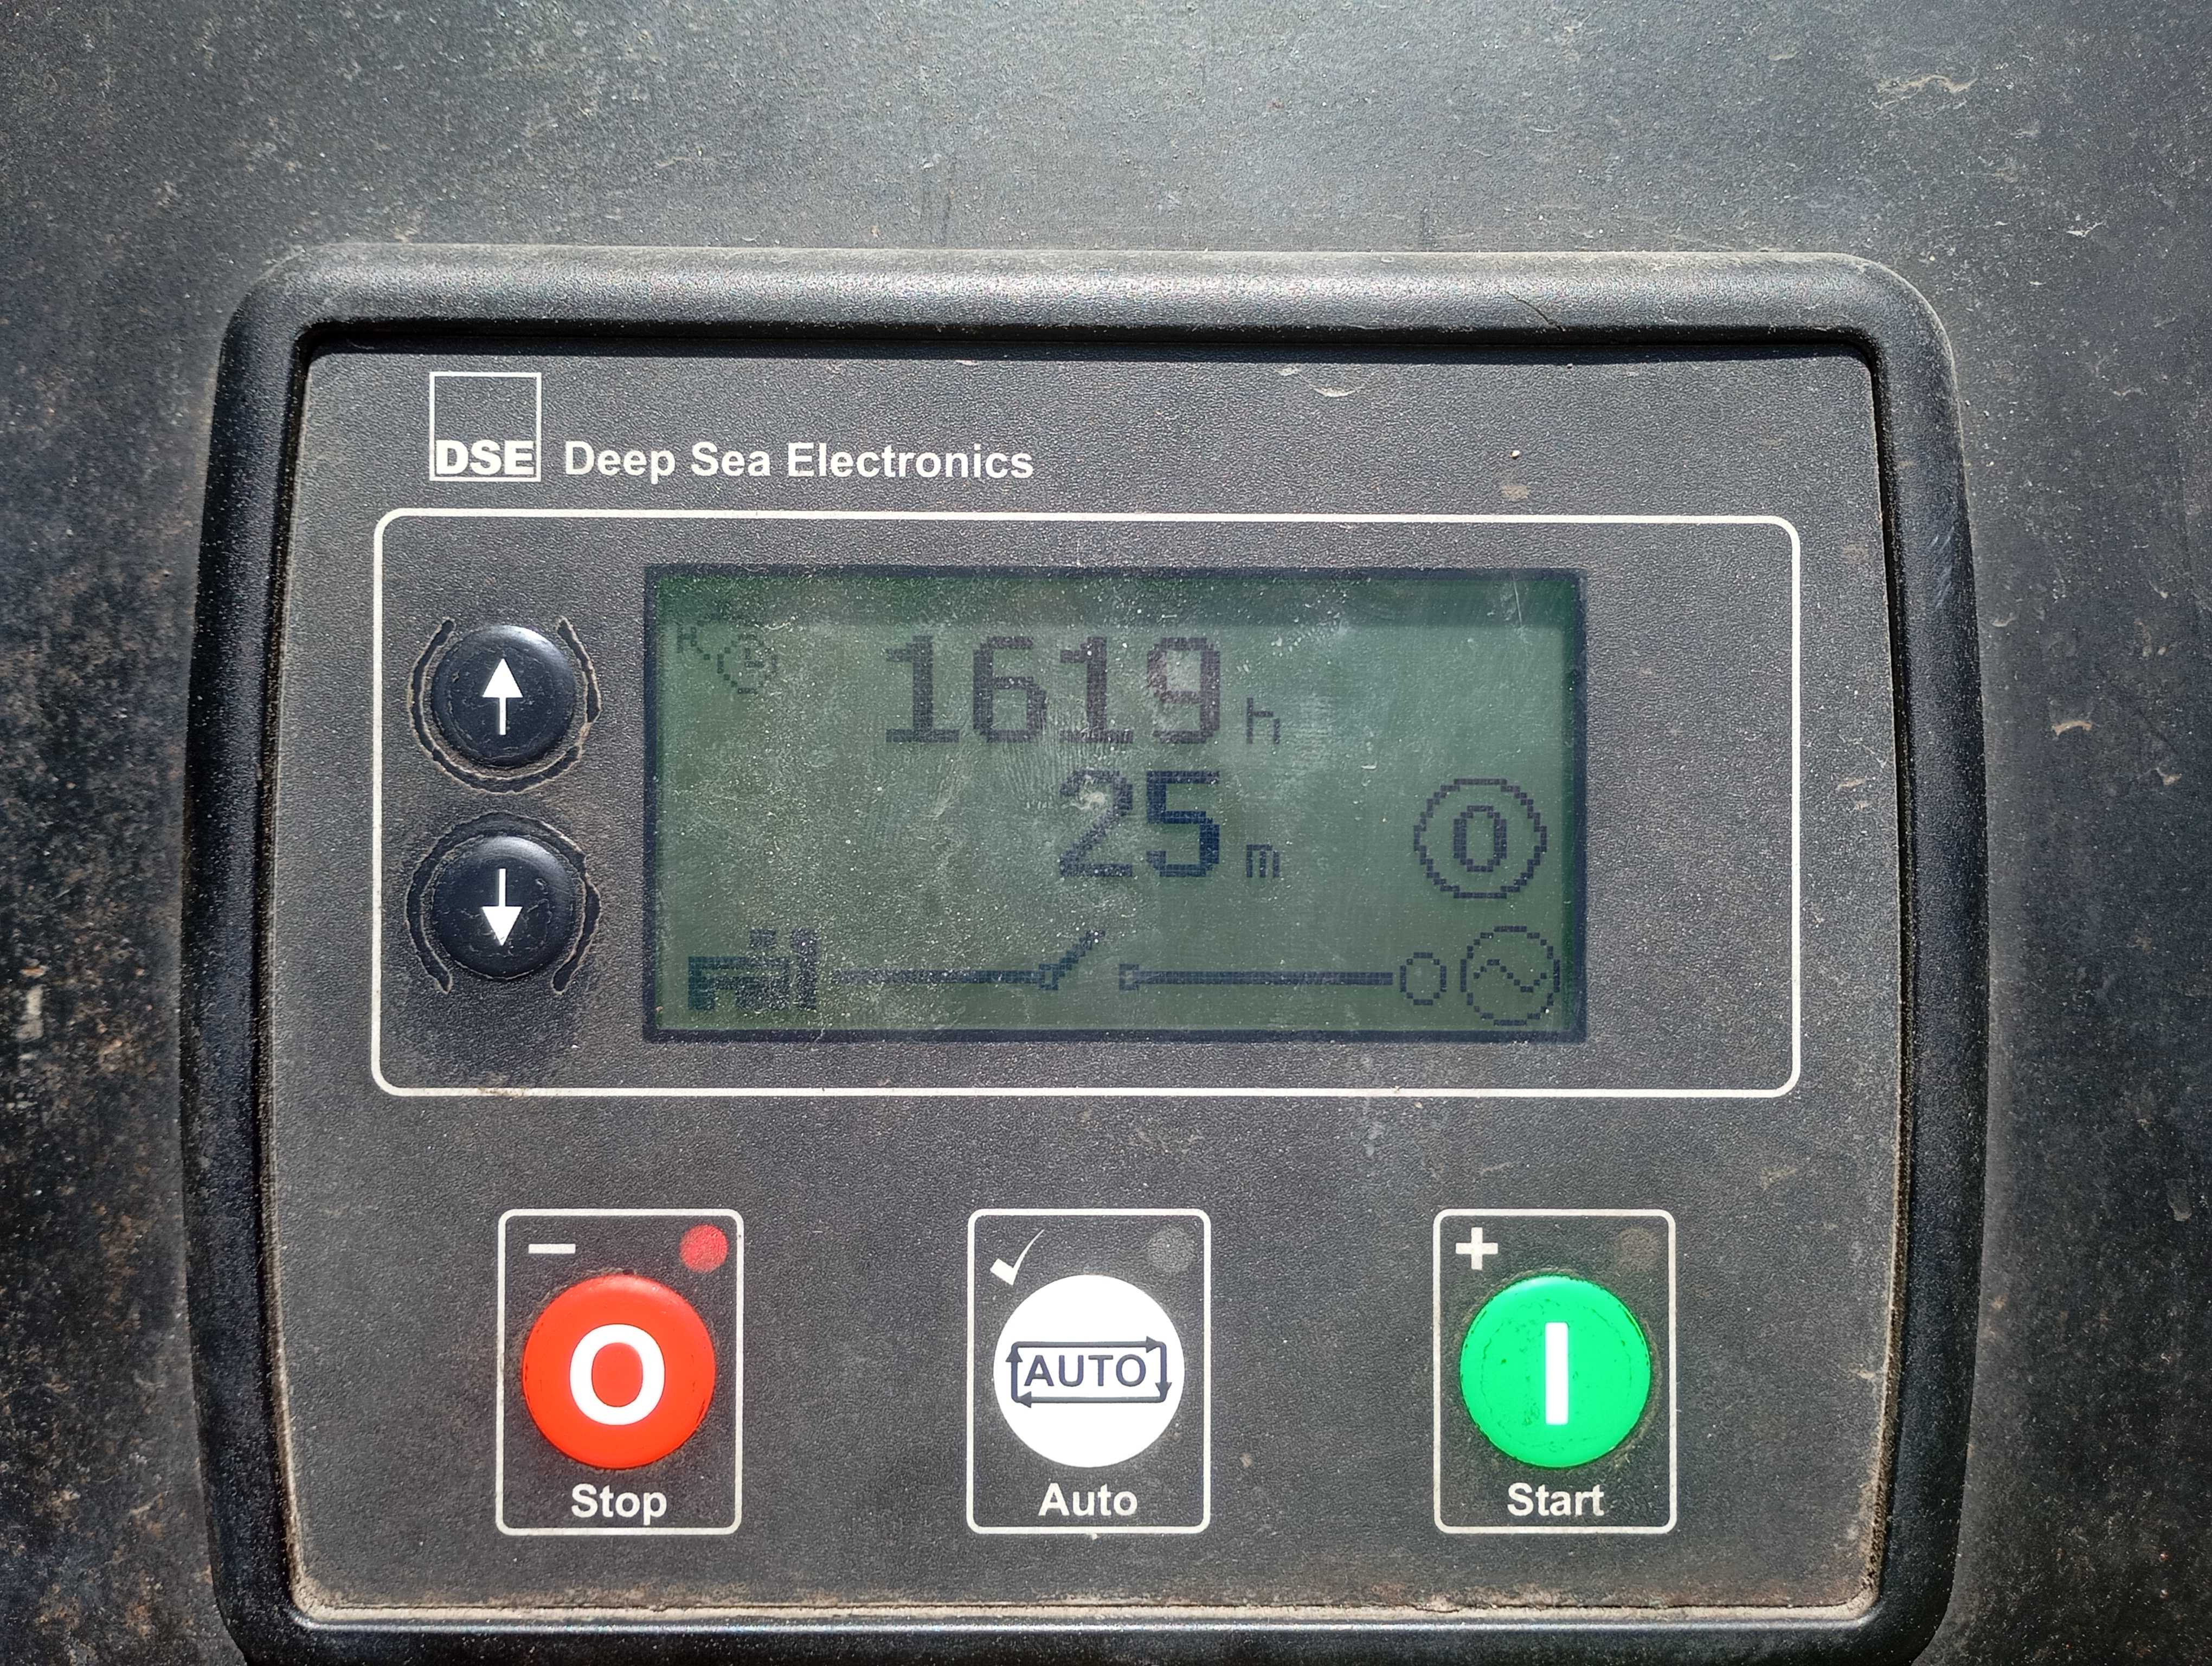 DSE Deep Sea Electronics
1619 h
25 m
0
O AUTO I
Stop Auto Start